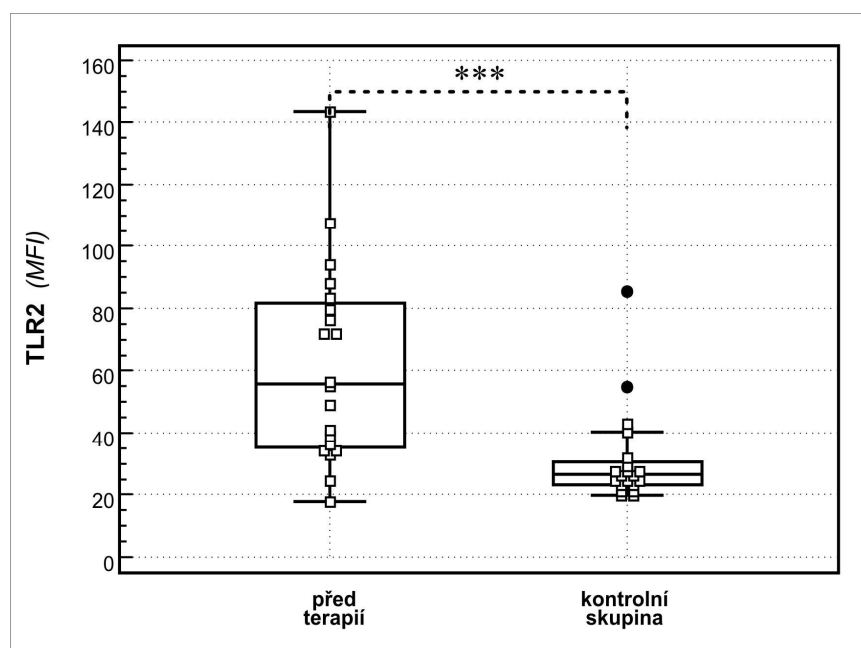 ***
160
140
120
100
80
60
40
20
0
TLR2 (MFI)
před
terapií
kontrolní
skupina